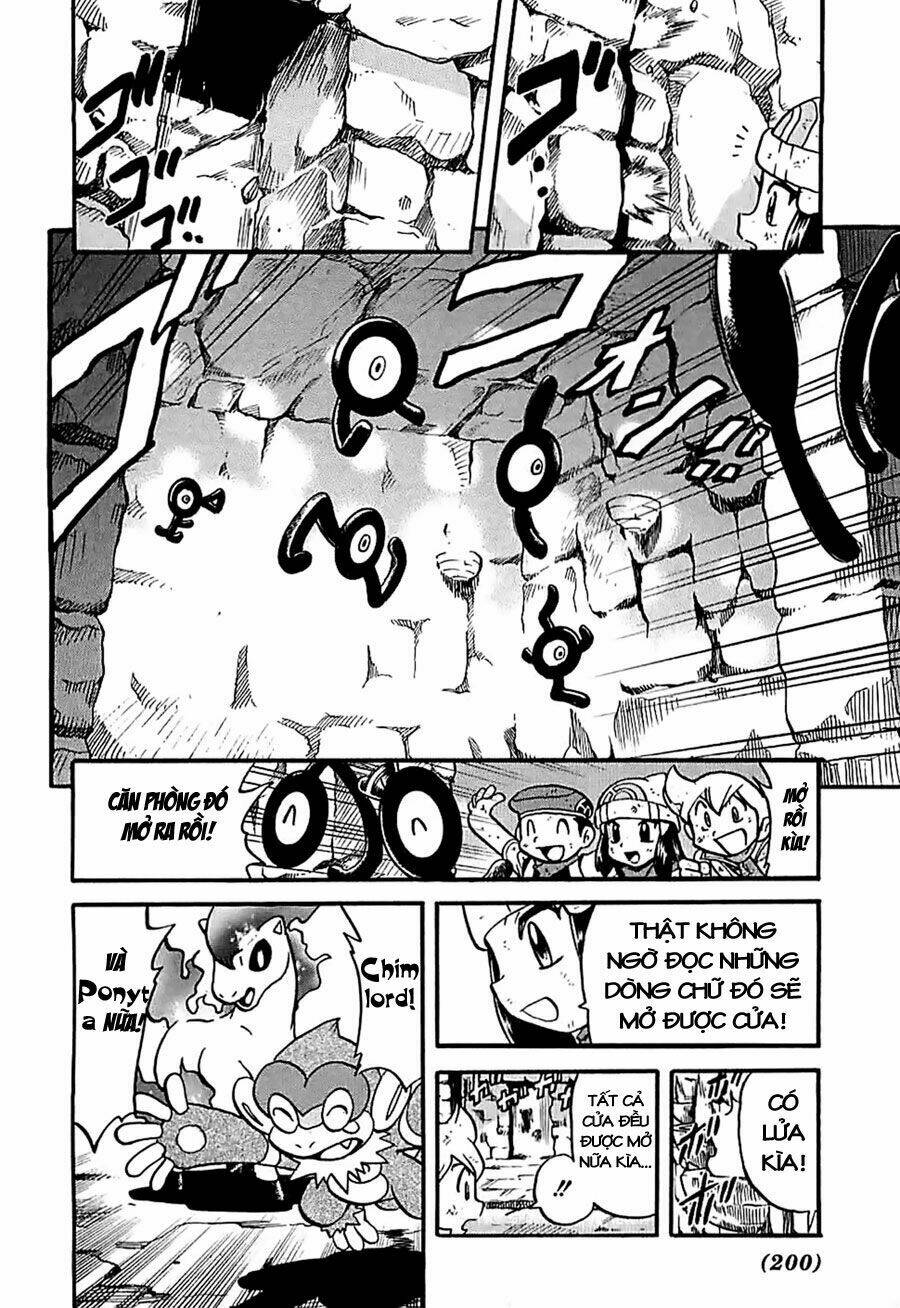 ゴゴゴ
ゴ
ゴゴ
オン
MỞ
RỒI
KÌA!
CĂN PHÒNG ĐÓ
MỞ RA RỒI!
THẬT KHÔNG
NGỜ ĐỌC NHỮNG
DÒNG CHỮ ĐÓ SẼ
MỞ ĐƯỢC CỬA!
CÓ
LỬA
KÌA!
TẤT CẢ
CỬA ĐỀU
ĐƯỢC MỞ
NỮA KÌA...
!!
Chim
lord!
VÀ
Ponyt
a NỮA!
(200)